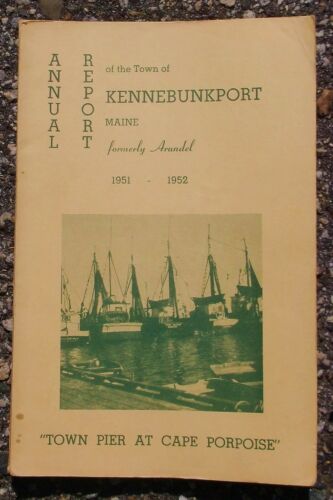 ANNUAL REPORT
of the Town of
KENNEBUNKPORT
MAINE
formerly Arundel
1951 - 1952
"TOWN PIER AT CAPE PORPOISE"